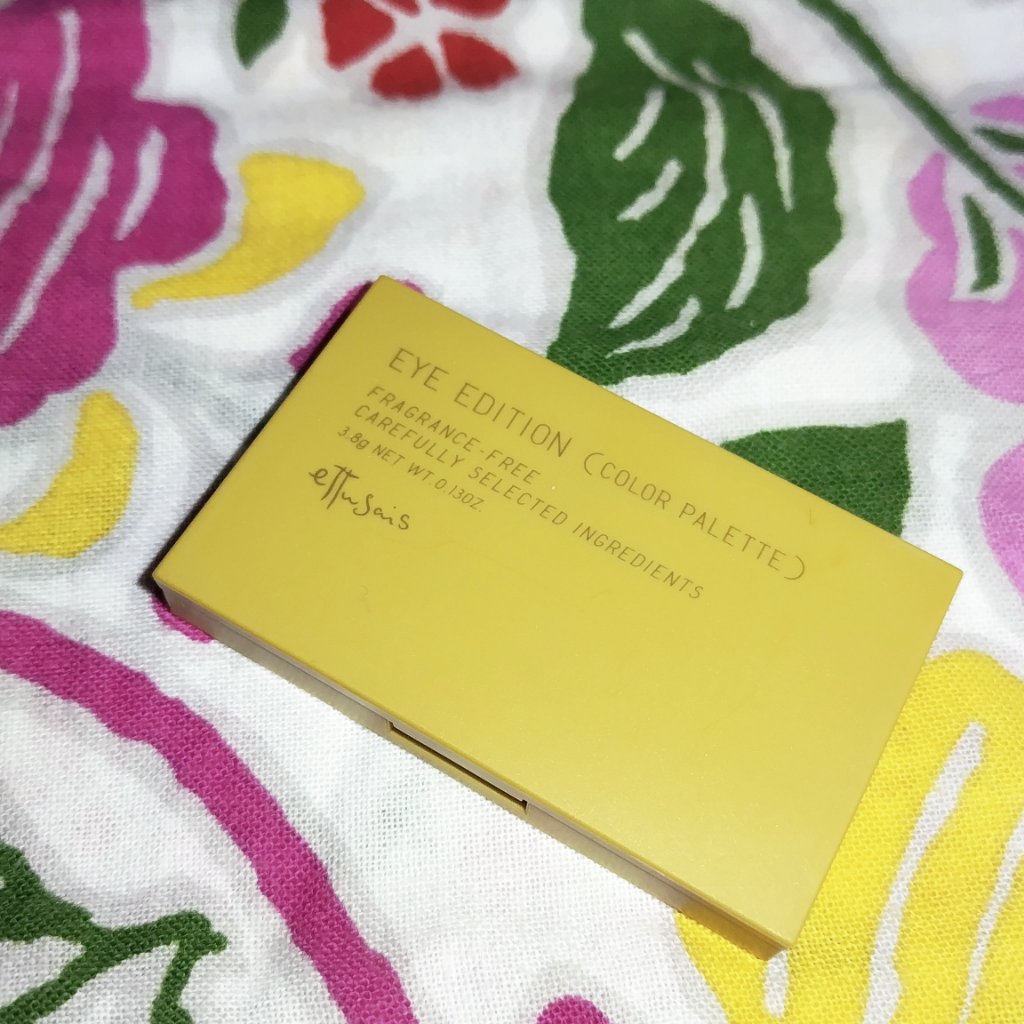 EYE EDITION (COLOR PALETTE)
FRAGRANCE-FREE
CAREFULLY SELECTED INGREDIENTS
3.8g NET WT.0.13OZ.
ettusais